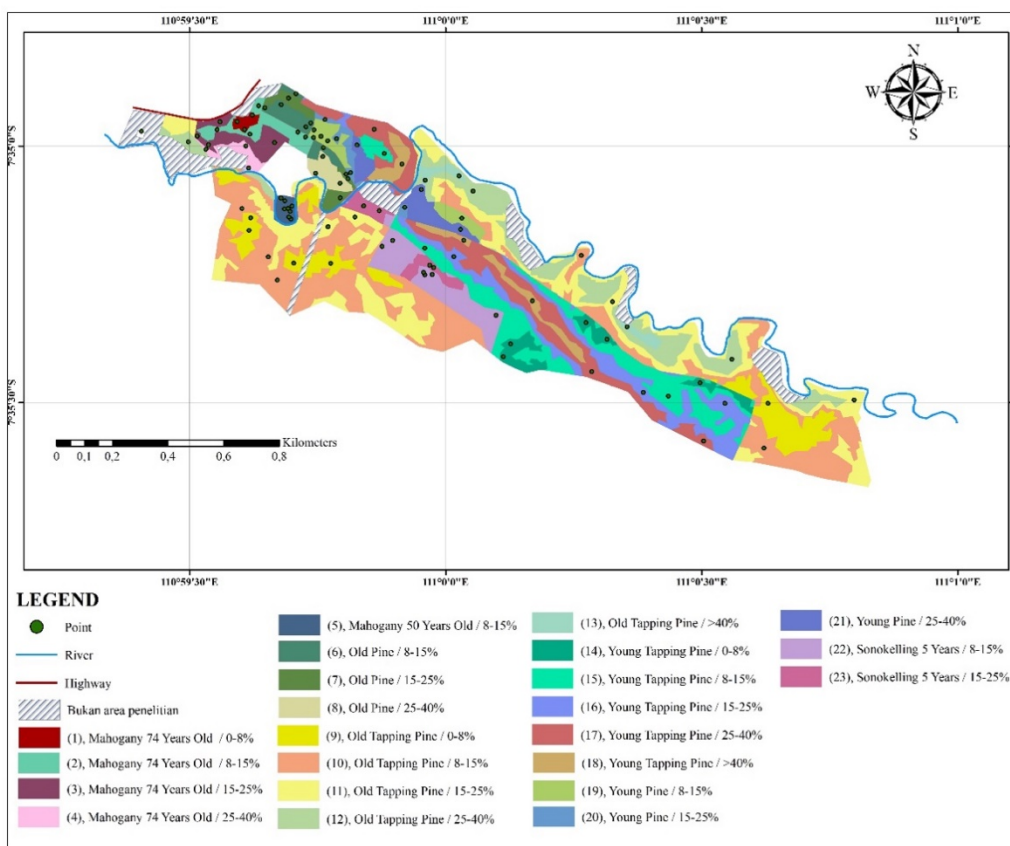 110°59'30"E 111°0'0"E 111°0'30"E 111°1'0"E
N
W E
S
7°35'0"S 7°35'0"S
7°35'30"S 7°35'30"S
Kilometers
0 0,1 0,2 0,4 0,6 0,8
110°59'30"E 111°0'0"E 111°0'30"E 111°1'0"E
LEGEND
Point
River
Highway
Bukan area penelitian
(1), Mahogany 74 Years Old / 0-8%
(2), Mahogany 74 Years Old / 8-15%
(3), Mahogany 74 Years Old / 15-25%
(4), Mahogany 74 Years Old / 25-40%
(5), Mahogany 50 Years Old / 8-15%
(6), Old Pine / 8-15%
(7), Old Pine / 15-25%
(8), Old Pine / 25-40%
(9), Old Tapping Pine / 0-8%
(10), Old Tapping Pine / 8-15%
(11), Old Tapping Pine / 15-25%
(12), Old Tapping Pine / 25-40%
(13), Old Tapping Pine / >40%
(14), Young Tapping Pine / 0-8%
(15), Young Tapping Pine / 8-15%
(16), Young Tapping Pine / 15-25%
(17), Young Tapping Pine / 25-40%
(18), Young Tapping Pine / >40%
(19), Young Pine / 8-15%
(20), Young Pine / 15-25%
(21), Young Pine / 25-40%
(22), Sonokelling 5 Years / 8-15%
(23), Sonokelling 5 Years / 15-25%